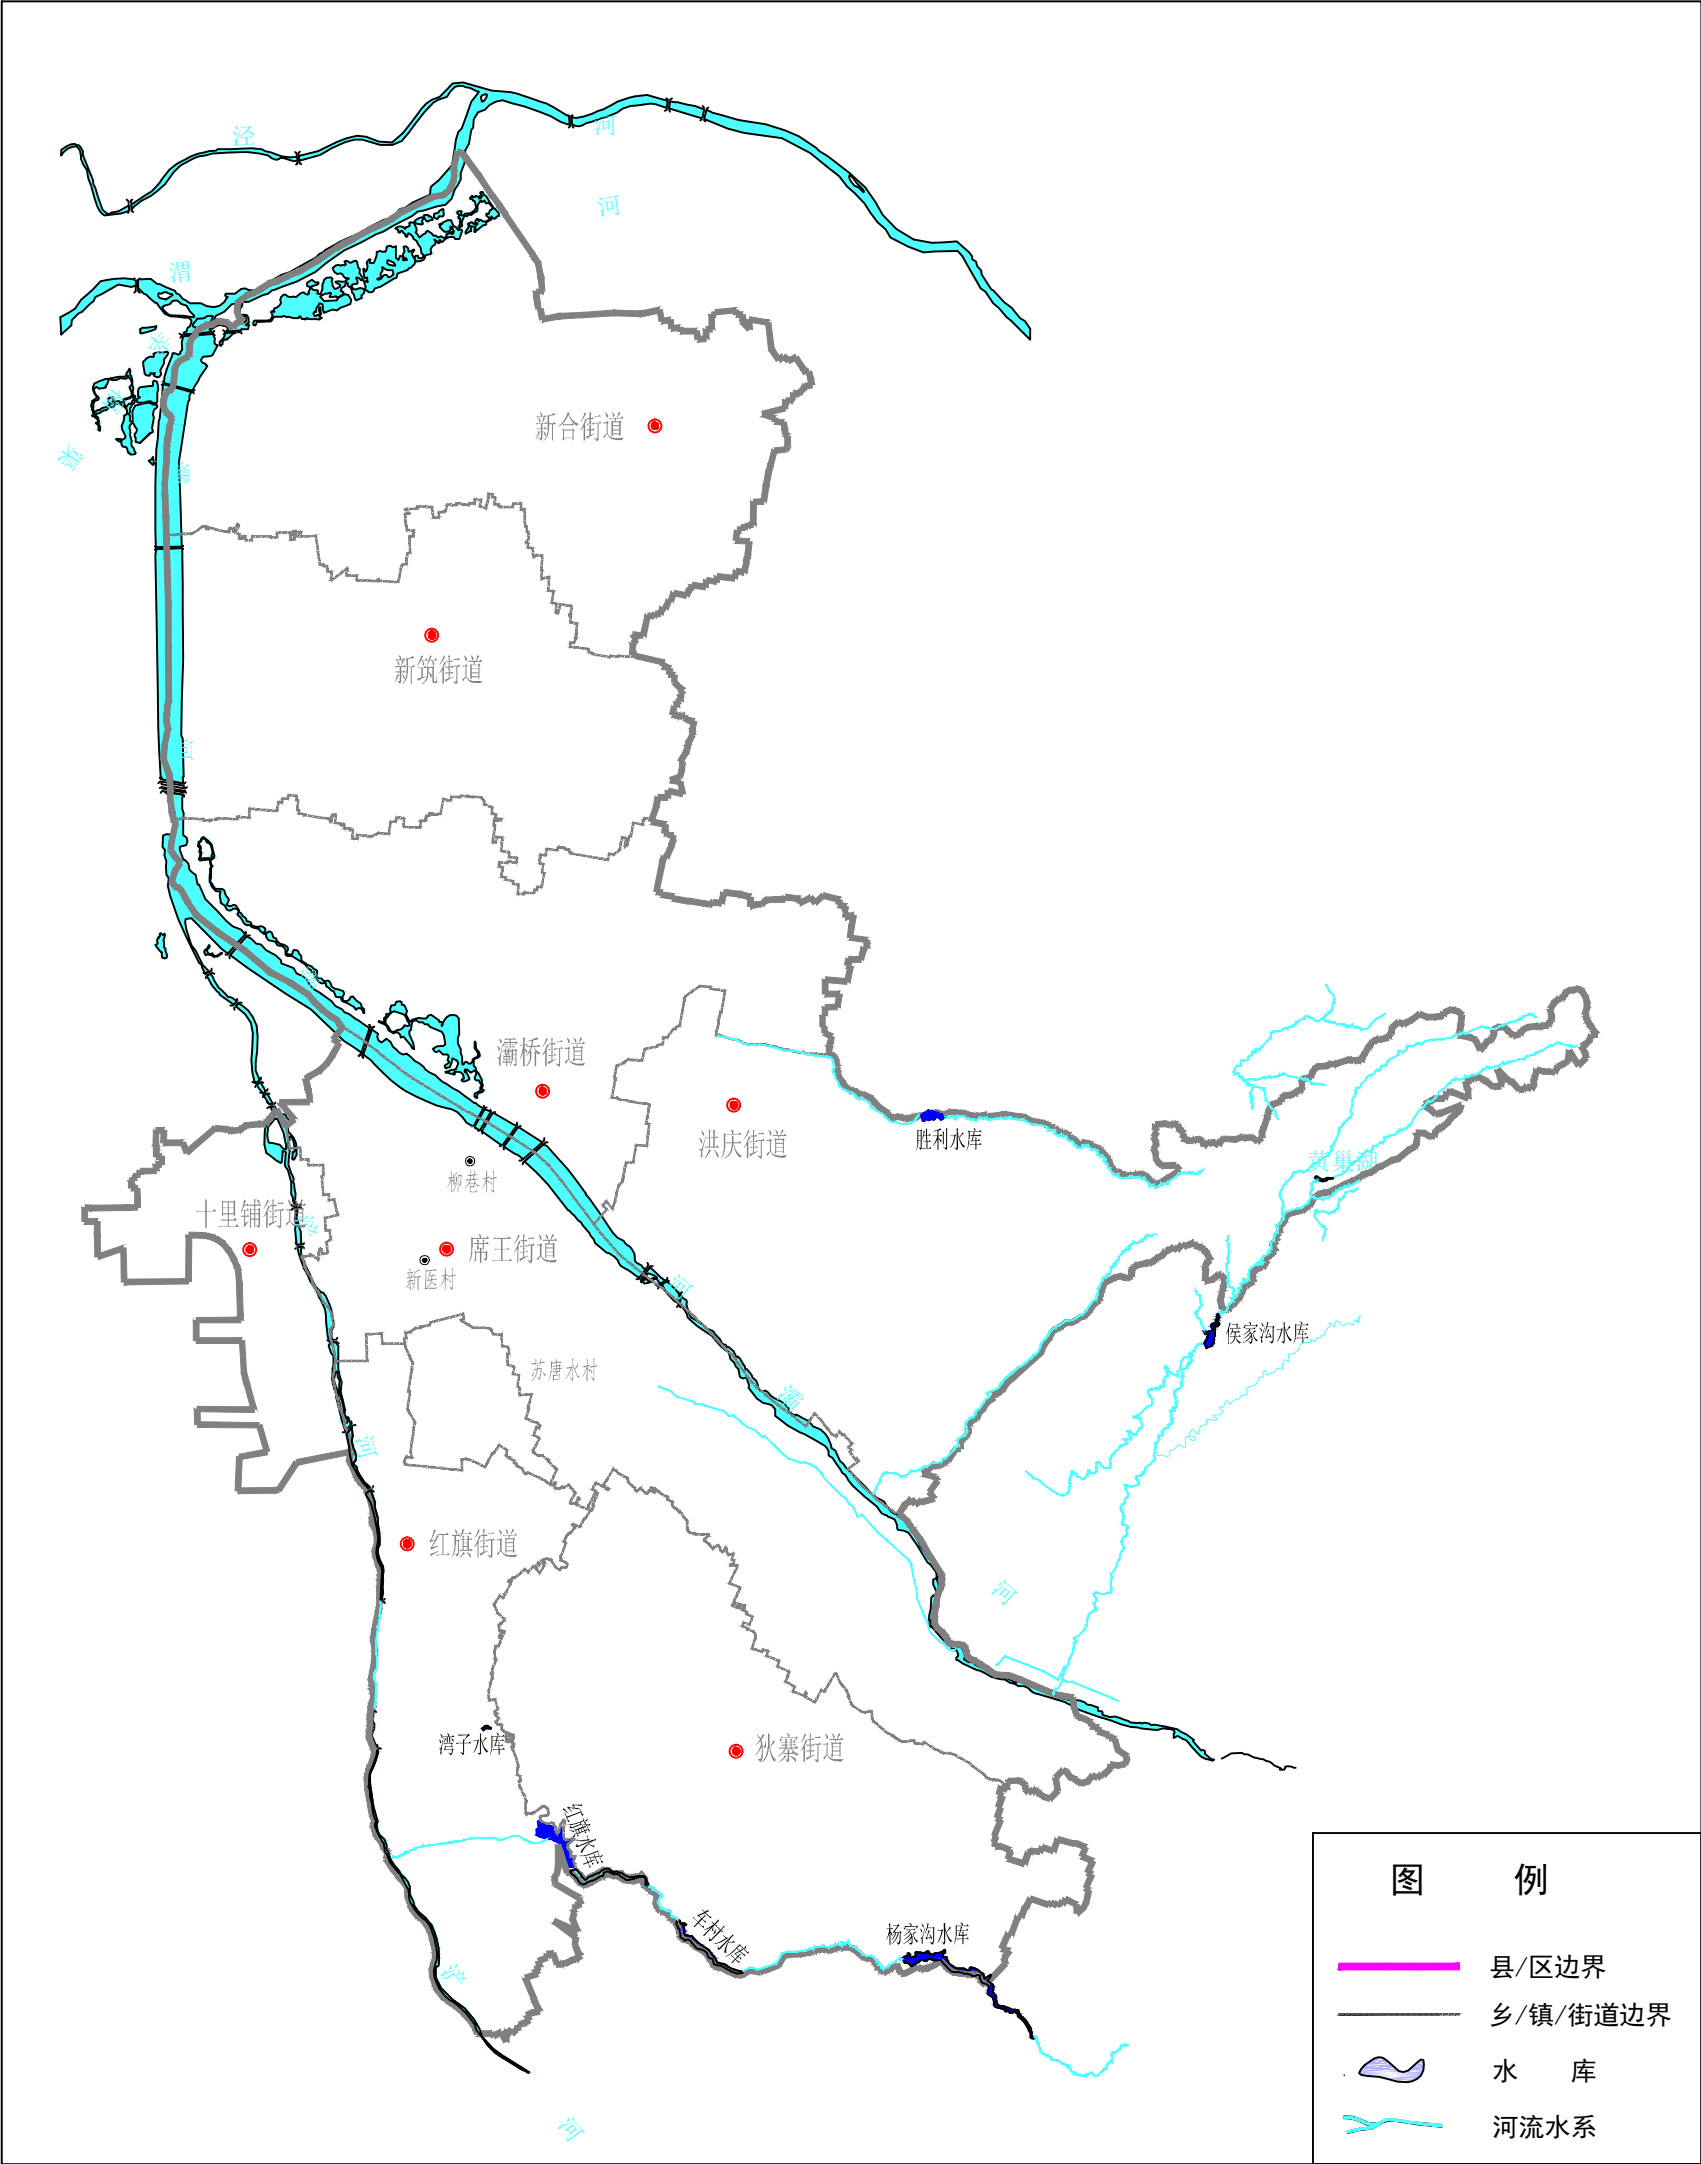 泾
河
河
渭
渠
灞
新合街道
新筑街道
河
灞桥街道
洪庆街道
胜利水库
柳巷村
黄巢湖
十里铺街道
席王街道
新医村
河
侯家沟水库
苏唐水村
灞
河
红旗街道
河
湾子水库
狄寨街道
红旗水库
车村水库
杨家沟水库
浐
河
图 例
县/区边界
乡/镇/街道边界
水 库
河流水系